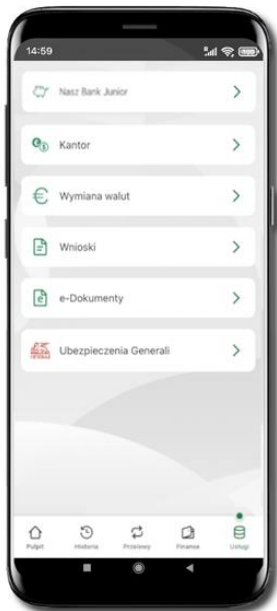 14:59
Nasz Bank Junior
Kantor
Wymiana walut
Wnioski
e-Dokumenty
Ubezpieczenia Generali
Pulpit Historia Przelewy Finanse Usługi